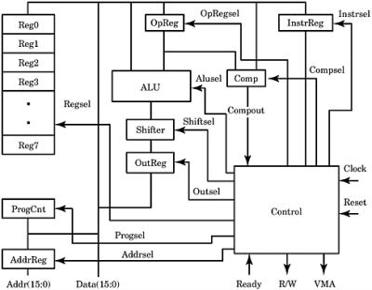 Reg0
Reg1
Reg2
Reg3
Reg7
OpReg
OpRegsel
InstrReg
Instrsel
ALU
Alusel
Comp
Compsel
Compout
Regsel
Shifter
Shiftsel
OutReg
Outsel
Control
Clock
Reset
ProgCnt
Progsel
AddrReg
Addrsel
Addr(15:0)
Data(15:0)
Ready
R/W
VMA